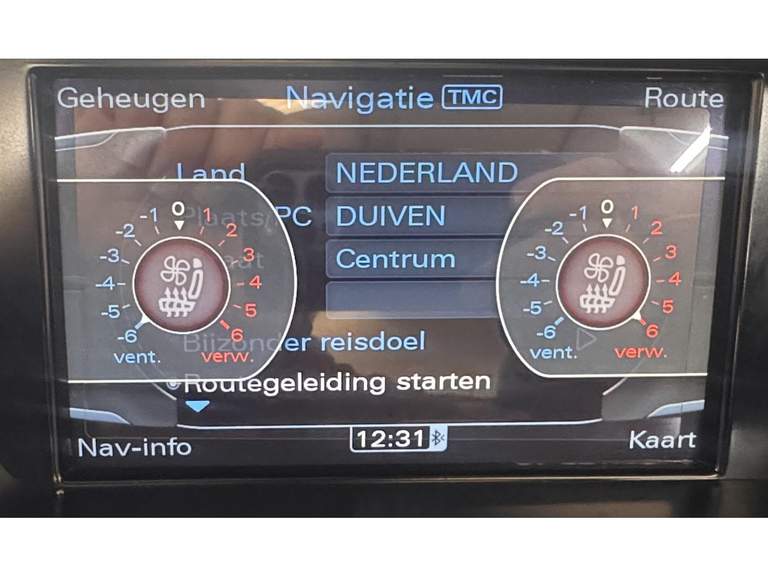 Geheugen Navigatie TMC Route
Land NEDERLAND
Plaats/PC DUIVEN
Centrum
-6 -5 -4 -3 -2 -1 0 1 2 3 4 5 6
vent. verw.
-6 -5 -4 -3 -2 -1 0 1 2 3 4 5 6
vent. verw.
Bijzonder reisdoel
Routegeleiding starten
Nav-info 12:31 Kaart